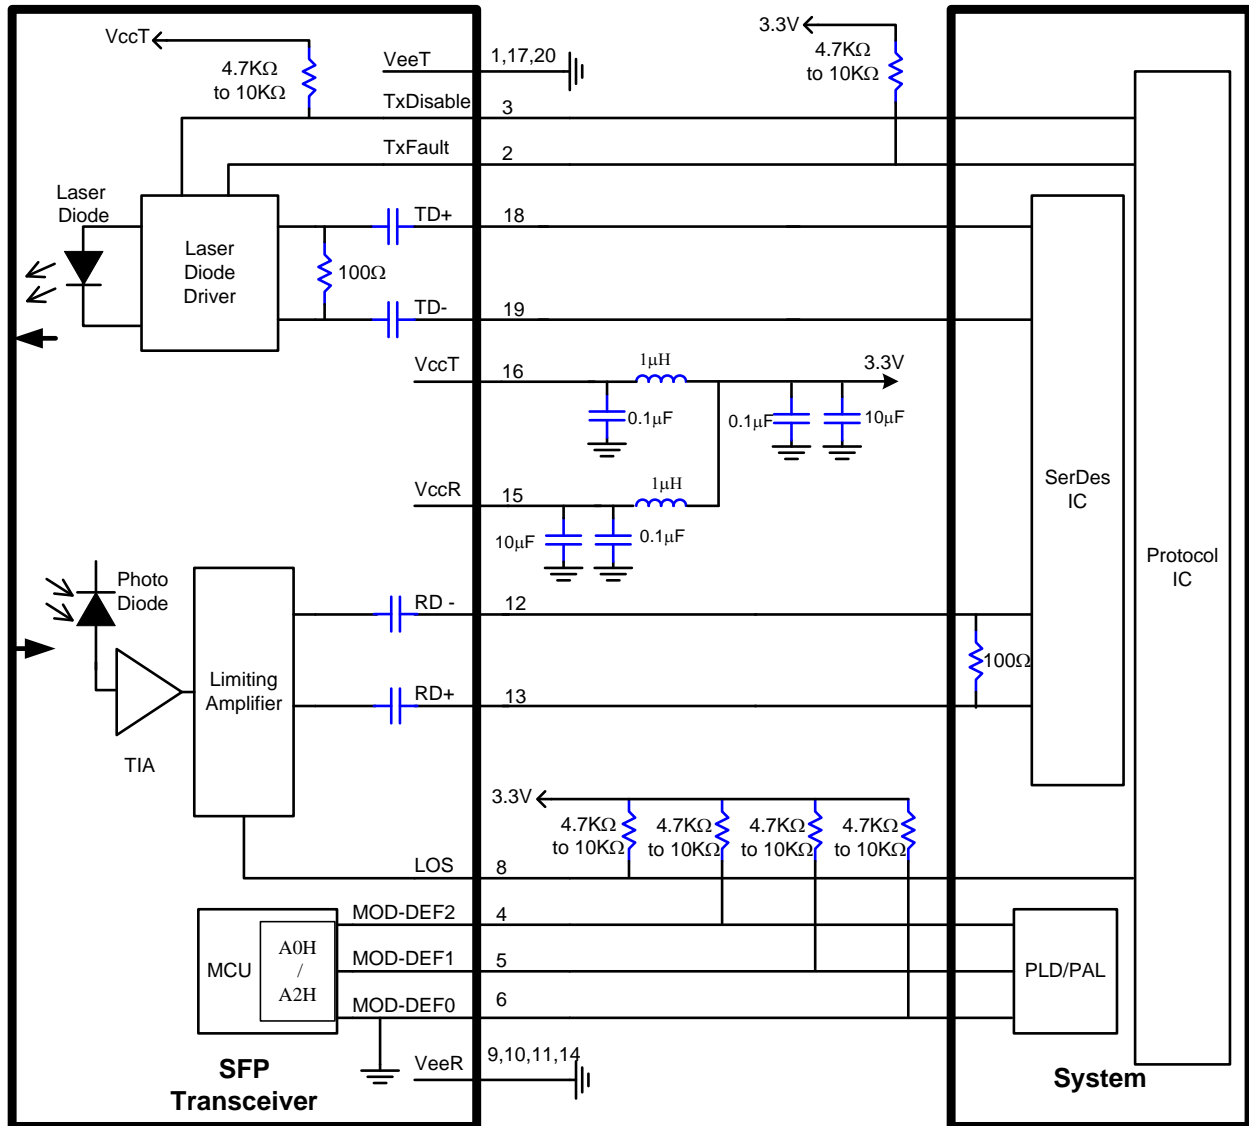 VccT
4.7KΩ
to 10KΩ
VeeT
1,17,20
3.3V
4.7KΩ
to 10KΩ
TxDisable
3
TxFault
2
Laser
Diode
Laser
Diode
Driver
100Ω
TD+
18
TD-
19
VccT
16
1µH
3.3V
0.1µF
0.1µF
10µF
VccR
15
1µH
10µF
0.1µF
SerDes
IC
Protocol
IC
Photo
Diode
TIA
Limiting
Amplifier
RD -
12
RD+
13
100Ω
3.3V
4.7KΩ
to 10KΩ
4.7KΩ
to 10KΩ
4.7KΩ
to 10KΩ
4.7KΩ
to 10KΩ
LOS
8
MCU
A0H
/
A2H
MOD-DEF2
4
MOD-DEF1
5
MOD-DEF0
6
PLD/PAL
VeeR
9,10,11,14
SFP
Transceiver
System